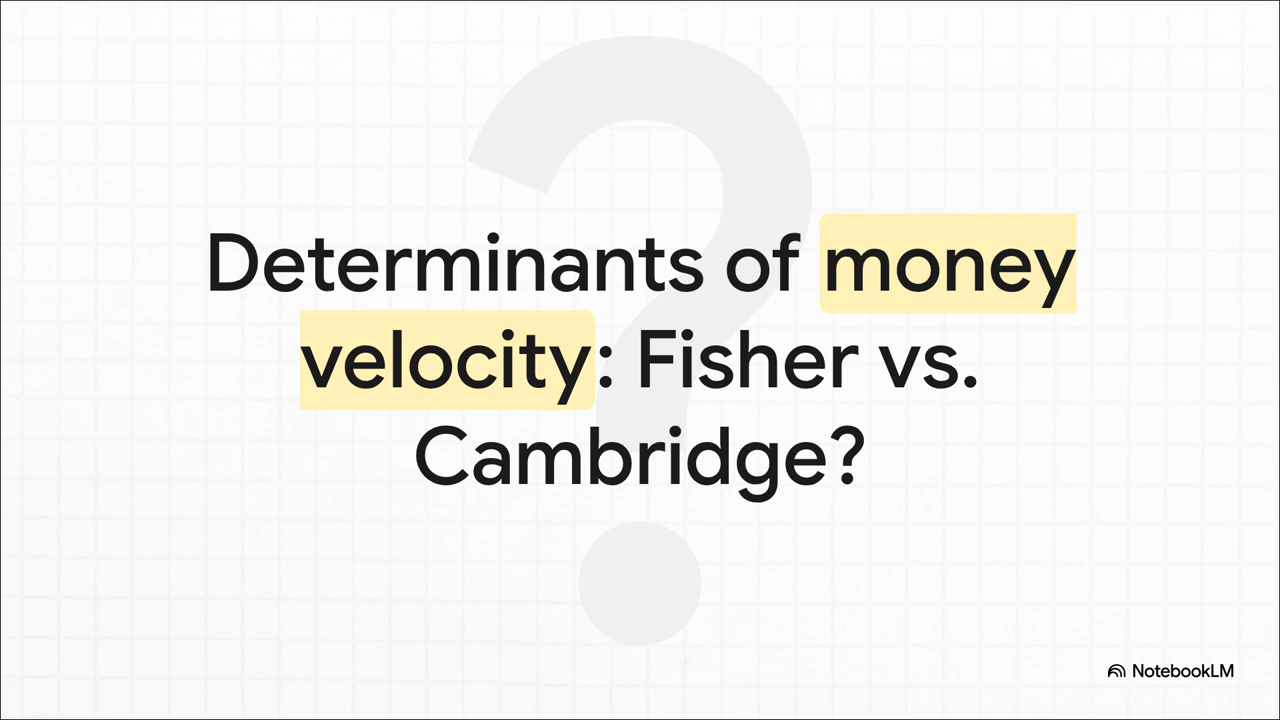 Determinants of money
velocity: Fisher vs.
Cambridge?
NotebookLM